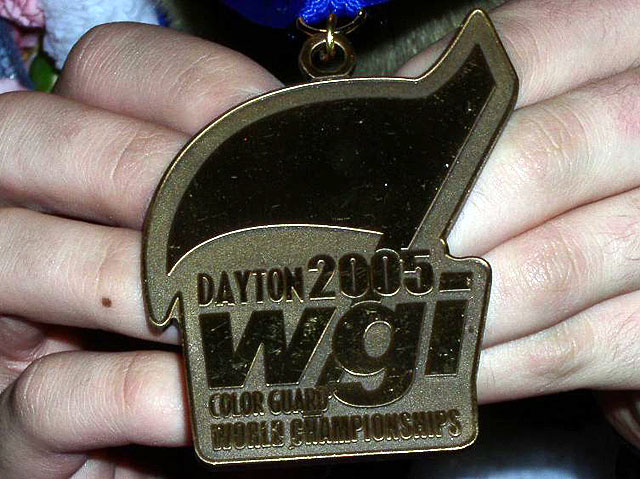 DAYTON 2005
wgi
COLOR GUARD
WORLD CHAMPIONSHIPS